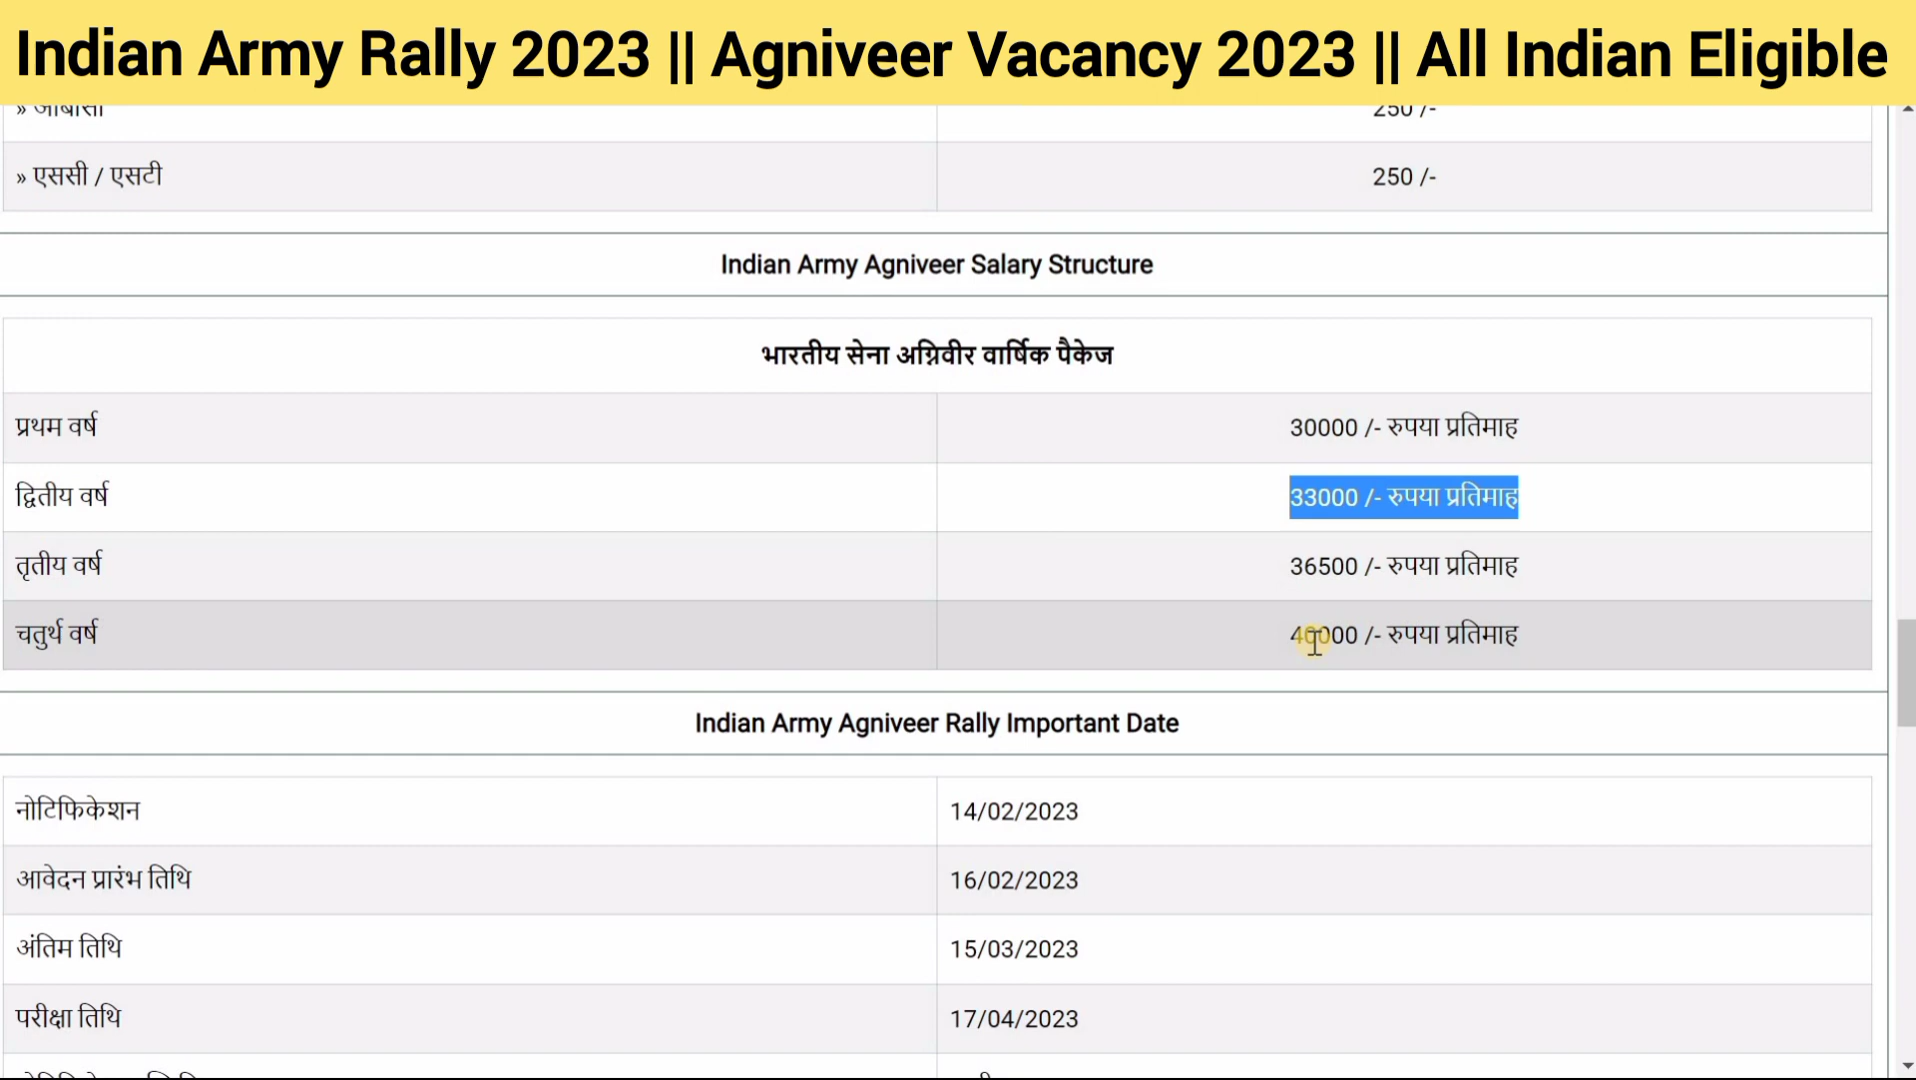 Indian Army Rally 2023 || Agniveer Vacancy 2023 || All Indian Eligible
» ओबीसी 250 /-
» एससी / एसटी 250 /-
Indian Army Agniveer Salary Structure
भारतीय सेना अग्निवीर वार्षिक पैकेज
प्रथम वर्ष 30000 /- रुपया प्रतिमाह
द्वितीय वर्ष 33000 /- रुपया प्रतिमाह
तृतीय वर्ष 36500 /- रुपया प्रतिमाह
चतुर्थ वर्ष 40000 /- रुपया प्रतिमाह
Indian Army Agniveer Rally Important Date
नोटिफिकेशन 14/02/2023
आवेदन प्रारंभ तिथि 16/02/2023
अंतिम तिथि 15/03/2023
परीक्षा तिथि 17/04/2023